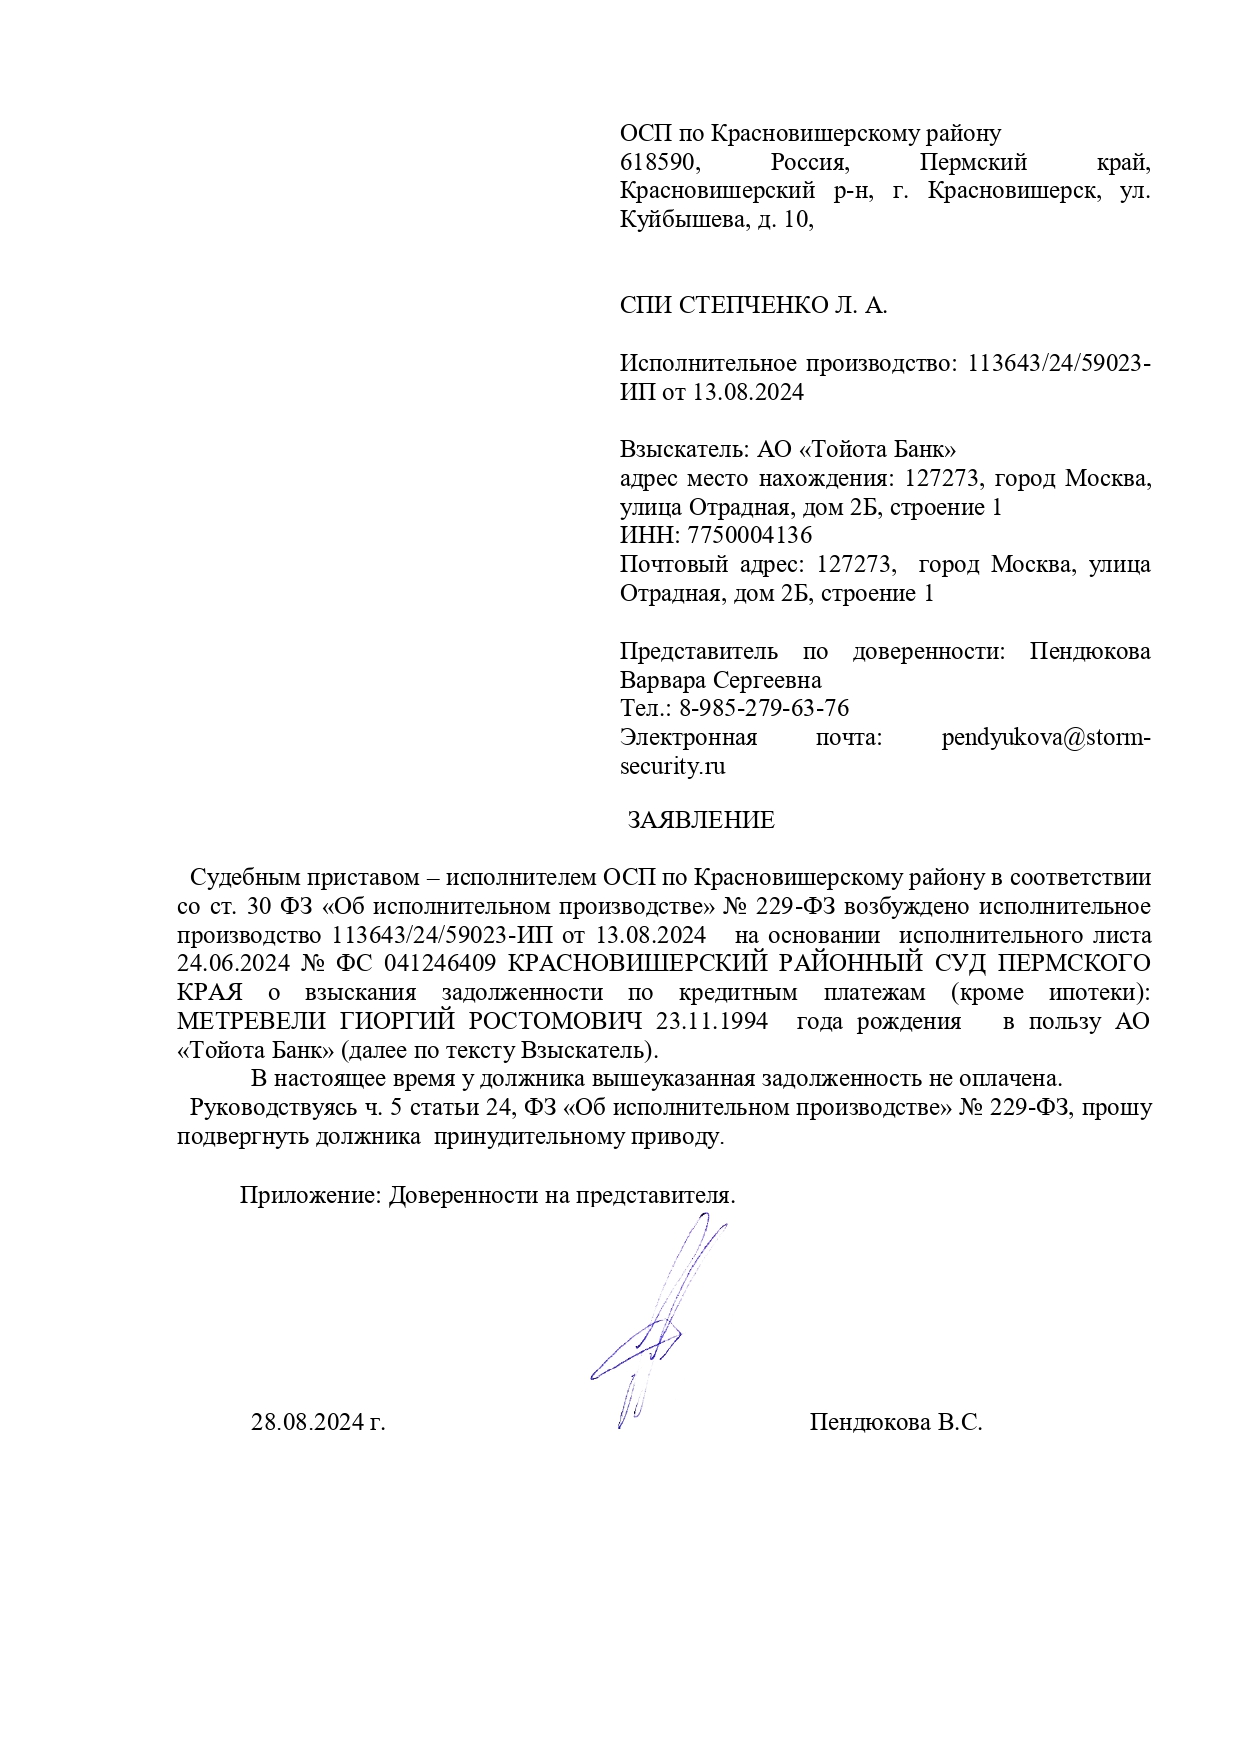 ОСП по Красновишерскому району
618590, Россия, Пермский край,
Красновишерский р-н, г. Красновишерск, ул.
Куйбышева, д. 10,
СПИ СТЕПЧЕНКО Л. А.
Исполнительное производство: 113643/24/59023-
ИП от 13.08.2024
Взыскатель: АО «Тойота Банк»
адрес место нахождения: 127273, город Москва,
улица Отрадная, дом 2Б, строение 1
ИНН: 7750004136
Почтовый адрес: 127273, город Москва, улица
Отрадная, дом 2Б, строение 1
Представитель по доверенности: Пендюкова
Варвара Сергеевна
Тел.: 8-985-279-63-76
Электронная почта: pendyukova@storm-
security.ru
ЗАЯВЛЕНИЕ
Судебным приставом – исполнителем ОСП по Красновишерскому району в соответствии
со ст. 30 ФЗ «Об исполнительном производстве» № 229-ФЗ возбуждено исполнительное
производство 113643/24/59023-ИП от 13.08.2024 на основании исполнительного листа
24.06.2024 № ФС 041246409 КРАСНОВИШЕРСКИЙ РАЙОННЫЙ СУД ПЕРМСКОГО
КРАЯ о взыскания задолженности по кредитным платежам (кроме ипотеки):
МЕТРЕВЕЛИ ГИОРГИЙ РОСТОМОВИЧ 23.11.1994 года рождения в пользу АО
«Тойота Банк» (далее по тексту Взыскатель).
В настоящее время у должника вышеуказанная задолженность не оплачена.
Руководствуясь ч. 5 статьи 24, ФЗ «Об исполнительном производстве» № 229-ФЗ, прошу
подвергнуть должника принудительному приводу.
Приложение: Доверенности на представителя.
28.08.2024 г. Пендюкова В.С.